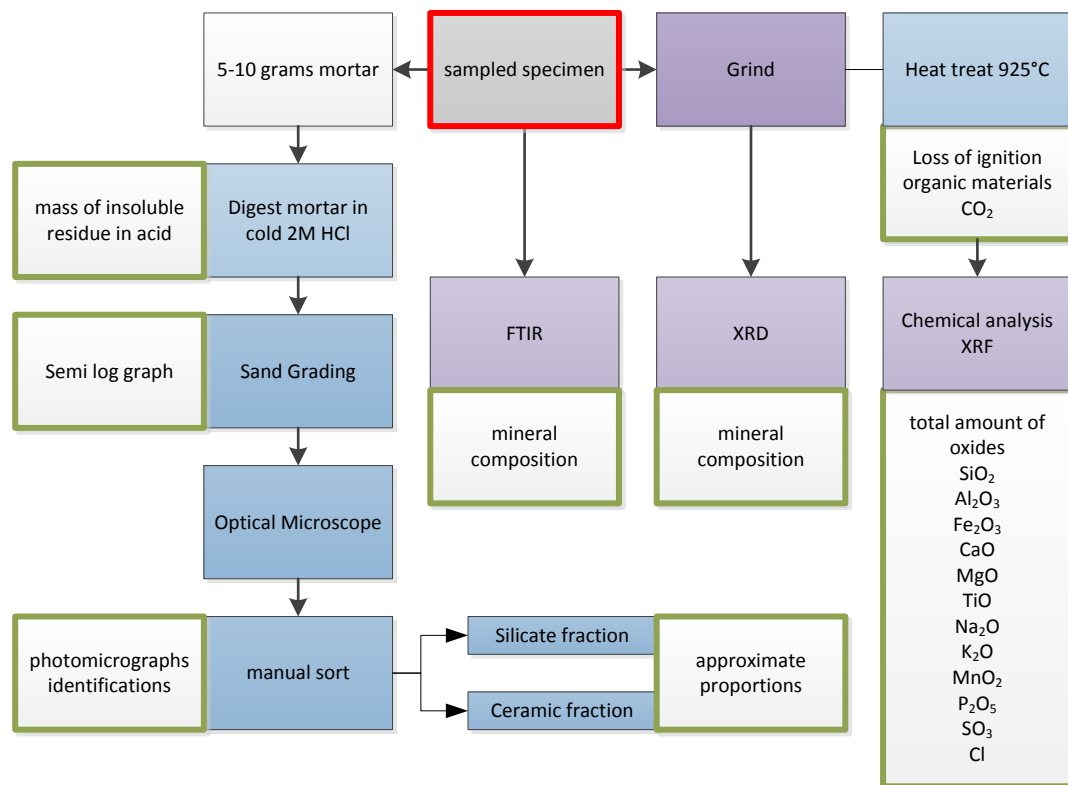 5-10 grams mortar
sampled specimen
Grind
Heat treat 925°C
Loss of ignition
organic materials
CO₂
mass of insoluble
residue in acid
Digest mortar in
cold 2M HCl
FTIR
XRD
Chemical analysis
XRF
Semi log graph
Sand Grading
mineral
composition
mineral
composition
total amount of
oxides
SiO₂
Al₂O₃
Fe₂O₃
CaO
MgO
TiO
Na₂O
K₂O
MnO₂
P₂O₅
SO₃
Cl
Optical Microscope
photomicrographs
identifications
manual sort
Silicate fraction
Ceramic fraction
approximate
proportions